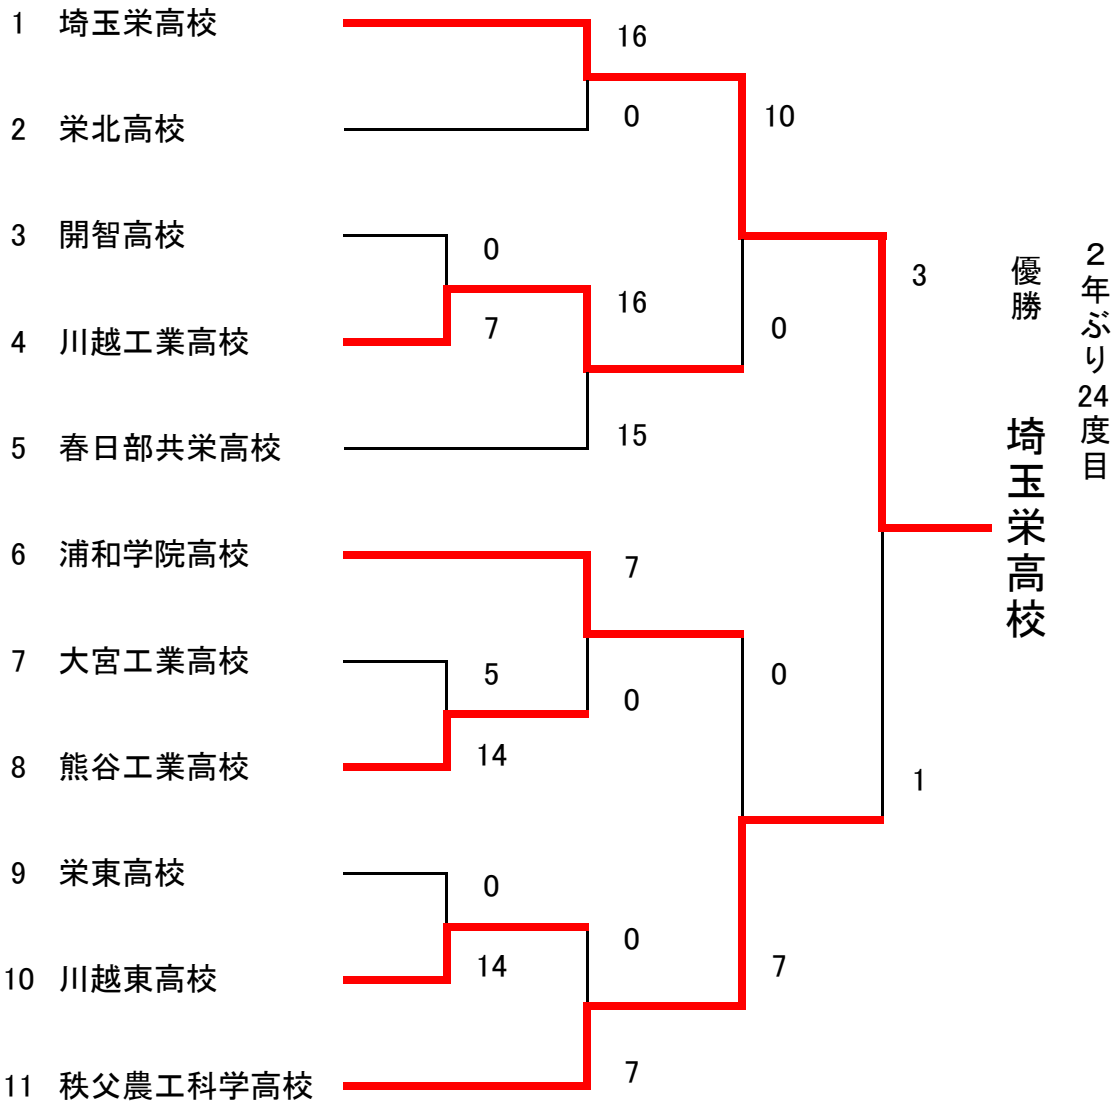 1 埼玉栄高校
16
2 栄北高校
0
10
3 開智高校
0
4 川越工業高校
7
16
0
3
5 春日部共栄高校
15
6 浦和学院高校
7
7 大宮工業高校
5
0
0
8 熊谷工業高校
14
1
9 栄東高校
0
10 川越東高校
14
0
7
11 秩父農工科学高校
7
2年ぶり24度目
優勝 埼玉栄高校